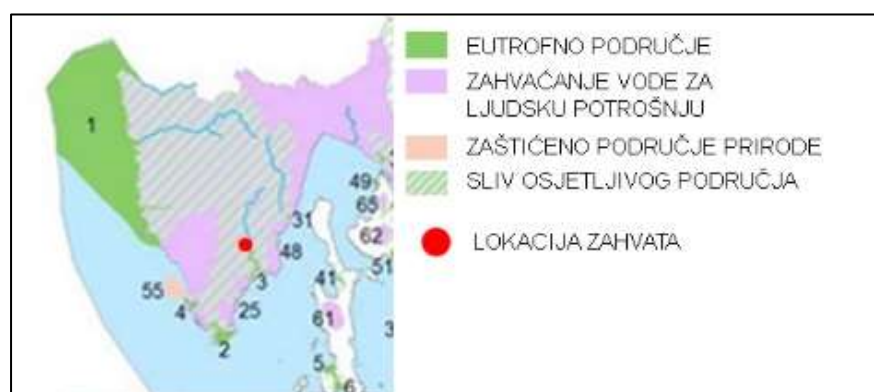 EUTROFNO PODRUČJE
ZAHVAĆANJE VODE ZA
LJUDSKU POTROŠNJU
ZAŠTIĆENO PODRUČJE PRIRODE
SLIV OSJETLJIVOG PODRUČJA
LOKACIJA ZAHVATA
1
49
65
31
62
48
51
3
41
55
4
25
61
3
2
5
6